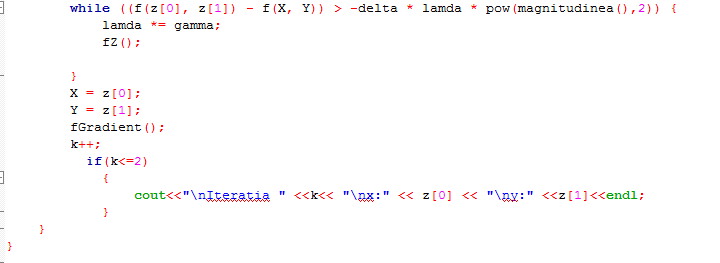 while ((f(z[0], z[1]) - f(X, Y)) > -delta * lamda * pow(magnitudinea(),2)) {
lamda *= gamma;
fZ();
}
X = z[0];
Y = z[1];
fGradient();
k++;
if(k<=2)
{
cout<<"\nIteratia " <<k<< "\nx:" << z[0] << "\ny:" <<z[1]<<endl;
}
}
}